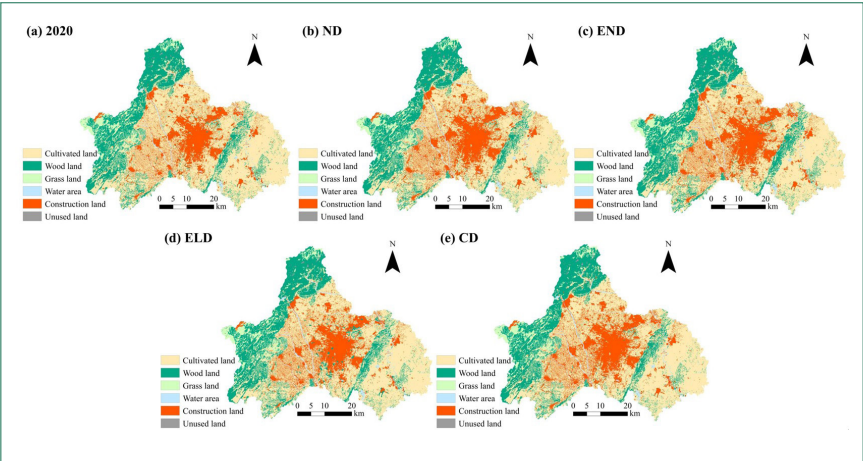 (a) 2020
N
Cultivated land
Wood land
Grass land
Water area
Construction land
Unused land
0 5 10 20
km
(b) ND
N
Cultivated land
Wood land
Grass land
Water area
Construction land
Unused land
0 5 10 20
km
(c) END
N
Cultivated land
Wood land
Grass land
Water area
Construction land
Unused land
0 5 10 20
km
(d) ELD
N
Cultivated land
Wood land
Grass land
Water area
Construction land
Unused land
0 5 10 20
km
(e) CD
N
Cultivated land
Wood land
Grass land
Water area
Construction land
Unused land
0 5 10 20
km